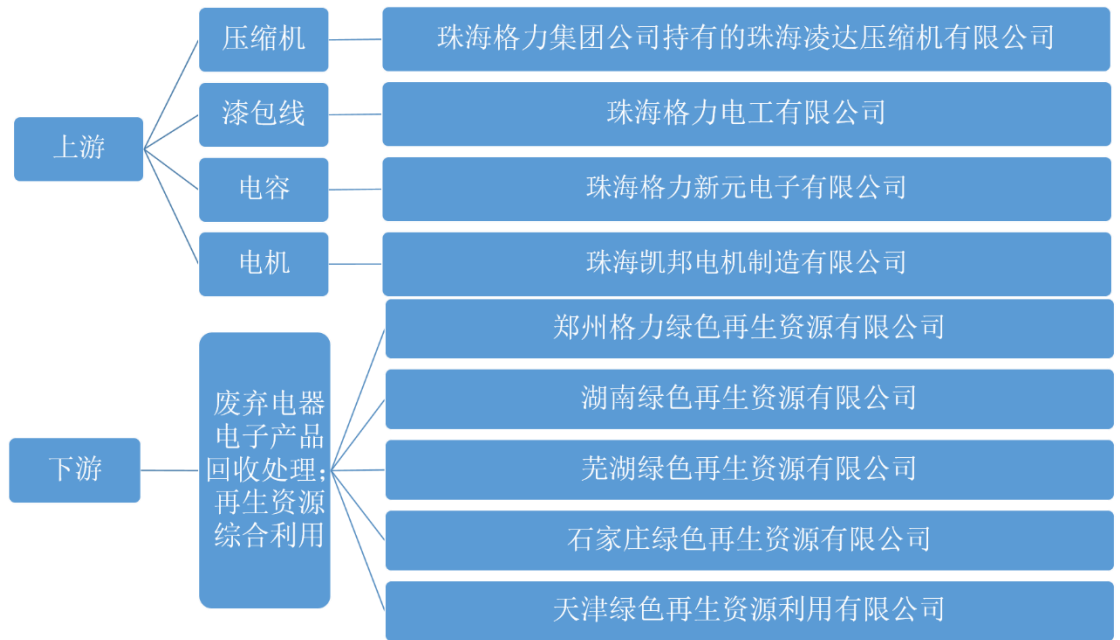 上游
压缩机
珠海格力集团公司持有的珠海凌达压缩机有限公司
漆包线
珠海格力电工有限公司
电容
珠海格力新元电子有限公司
电机
珠海凯邦电机制造有限公司
下游
废弃电器
电子产品
回收处理；
再生资源
综合利用
郑州格力绿色再生资源有限公司
湖南绿色再生资源有限公司
芜湖绿色再生资源有限公司
石家庄绿色再生资源有限公司
天津绿色再生资源利用有限公司